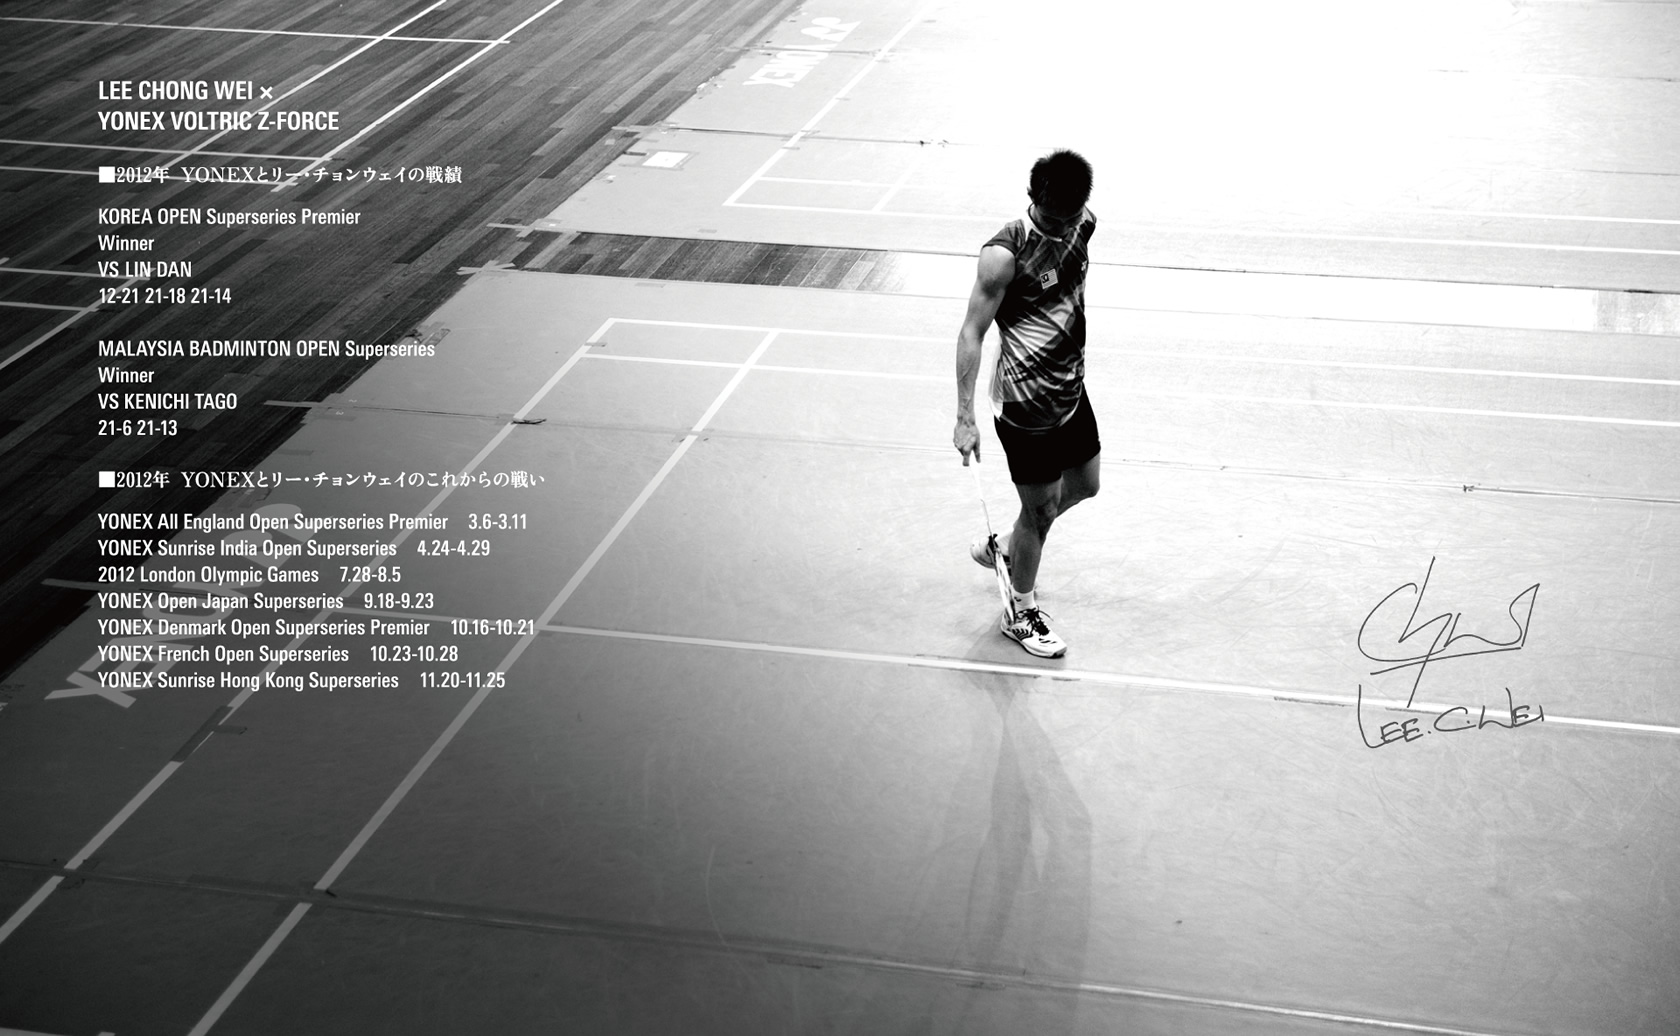 LEE CHONG WEI ×
YONEX VOLTRIC Z-FORCE
■2012年 YONEXとリー・チョンウェイの戦績
KOREA OPEN Superseries Premier
Winner
VS LIN DAN
12-21 21-18 21-14
MALAYSIA BADMINTON OPEN Superseries
Winner
VS KENICHI TAGO
21-6 21-13
■2012年 YONEXとリー・チョンウェイのこれからの戦い
YONEX All England Open Superseries Premier 3.6-3.11
YONEX Sunrise India Open Superseries 4.24-4.29
2012 London Olympic Games 7.28-8.5
YONEX Open Japan Superseries 9.18-9.23
YONEX Denmark Open Superseries Premier 10.16-10.21
YONEX French Open Superseries 10.23-10.28
YONEX Sunrise Hong Kong Superseries 11.20-11.25
YONEX
YONEX
LEE.C.WEI